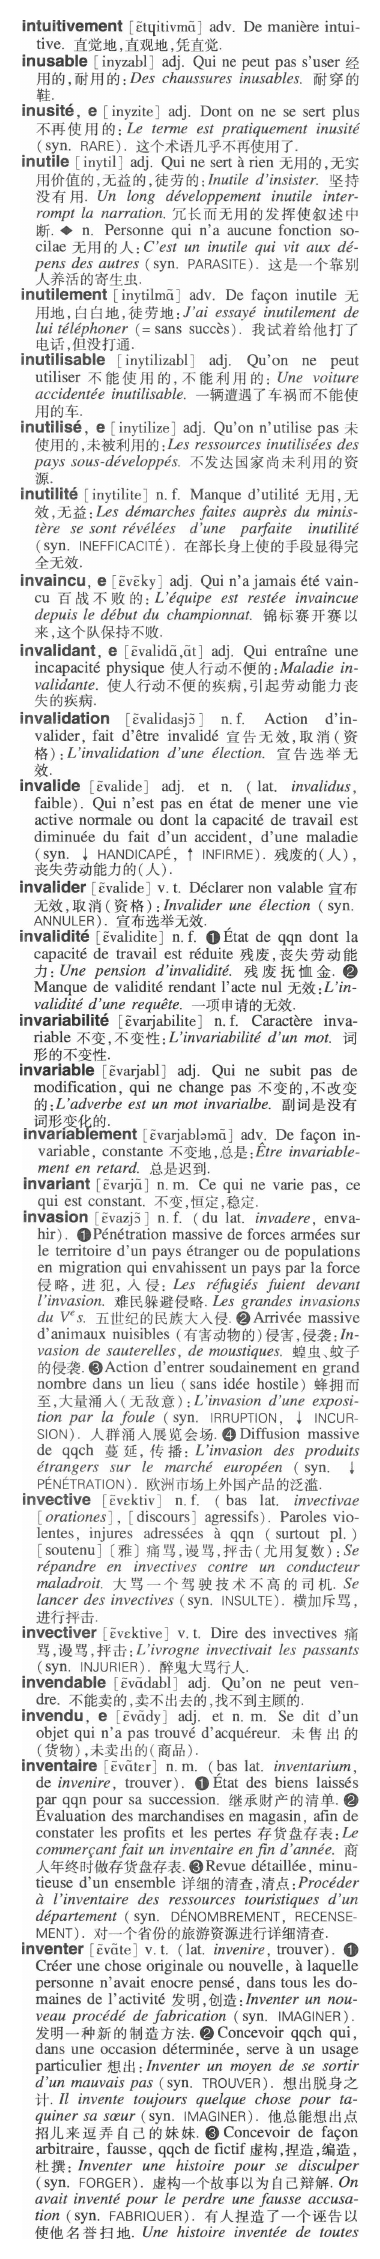 intuitivement [ɛ̃tɥitivmɑ̃] adv. De manière intui-
tive. 直觉地,直观地,凭直觉.
inusable [inyzabl] adj. Qui ne peut pas s'user 经
用的,耐用的: Des chaussures inusables. 耐穿的
鞋.
inusité, e [inyzite] adj. Dont on ne se sert plus
不再使用的: Le terme est pratiquement inusité
(syn. RARE). 这个术语几乎不再使用了.
inutile [inytil] adj. Qui ne sert à rien 无用的,无实
用价值的,无益的,徒劳的: Inutile d'insister. 坚持
没有用. Un long développement inutile inter-
rompt la narration. 冗长而无用的发挥使叙述中
断. ◆ n. Personne qui n'a aucune fonction so-
cilae 无用的人: C'est un inutile qui vit aux dé-
pens des autres (syn. PARASITE). 这是一个靠别
人养活的寄生虫.
inutilement [inytilmɑ̃] adv. De façon inutile 无
用地,白白地,徒劳地: J'ai essayé inutilement de
lui téléphoner (= sans succès). 我试着给他打了
电话,但没打通.
inutilisable [inytilizabl] adj. Qu'on ne peut
utiliser 不能使用的,不能利用的: Une voiture
accidentée inutilisable. 一辆遭遇了车祸而不能使
用的车.
inutilisé, e [inytilize] adj. Qu'on n'utilise pas 未
使用的,未被利用的: Les ressources inutilisées des
pays sous-développés. 不发达国家尚未利用的资
源.
inutilité [inytilite] n.f. Manque d'utilité 无用,无
效,无益: Les démarches faites auprès du minis-
tère se sont révélées d'une parfaite inutilité
(syn. INEFFICACITÉ). 在部长身上使的手段显得完
全无效.
invaincu, e [ɛ̃vɛ̃ky] adj. Qui n'a jamais été vain-
cu 百战不败的: L'équipe est restée invaincue
depuis le début du championnat. 锦标赛开赛以
来,这个队保持不败.
invalidant, e [ɛ̃validɑ̃,ɑ̃t] adj. Qui entraîne une
incapacité physique 使人行动不便的: Maladie in-
validante. 使人行动不便的疾病,引起劳动能力丧
失的疾病.
invalidation [ɛ̃validasjɔ̃] n.f. Action d'in-
valider, fait d'être invalidé 宣告无效,取消(资
格): L'invalidation d'une élection. 宣告选举无
效.
invalide [ɛ̃valide] adj. et n. (lat. invalidus,
faible). Qui n'est pas en état de mener une vie
active normale ou dont la capacité de travail est
diminuée du fait d'un accident, d'une maladie
(syn. ↓ HANDICAPÉ, ↑ INFIRME). 残废的(人),
丧失劳动能力的(人).
invalider [ɛ̃valide] v.t. Déclarer non valable 宣布
无效,取消(资格): Invalider une élection (syn.
ANNULER). 宣布选举无效.
invalidité [ɛ̃validite] n.f. ❶ État de qqn dont la
capacité de travail est réduite 残废,丧失劳动能
力: Une pension d'invalidité. 残废抚恤金. ❷
Manque de validité rendant l'acte nul 无效: L'in-
validité d'une requête. 一项申请的无效.
invariabilité [ɛ̃varjabilite] n.f. Caractère inva-
riable 不变,不变性: L'invariabilité d'un mot. 词
形的不变性.
invariable [ɛ̃varjabl] adj. Qui ne subit pas de
modification, qui ne change pas 不变的,不改变
的: L'adverbe est un mot invarialbe. 副词是没有
词形变化的.
invariablement [ɛ̃varjabləmɑ̃] adv. De façon in-
variable, constante 不变地,总是: Être invariable-
ment en retard. 总是迟到.
invariant [ɛ̃varjɑ̃] n.m. Ce qui ne varie pas, ce
qui est constant. 不变,恒定,稳定.
invasion [ɛ̃vazjɔ̃] n.f. (du lat. invadere, enva-
hir). ❶ Pénétration massive de forces armées sur
le territoire d'un pays étranger ou de populations
en migration qui envahissent un pays par la force
侵略, 进犯, 入侵: Les réfugiés fuient devant
l'invasion. 难民躲避侵略. Les grandes invasions
du Vᵉ s. 五世纪的民族大入侵. ❷ Arrivée massive
d'animaux nuisibles (有害动物的)侵害,侵袭: In-
vasion de sauterelles, de moustiques. 蝗虫、蚊子
的侵袭. ❸ Action d'entrer soudainement en grand
nombre dans un lieu (sans idée hostile) 蜂拥而
至,大量涌入(无敌意): L'invasion d'une exposi-
tion par la foule (syn. IRRUPTION, ↓ INCUR-
SION). 人群涌入展览会场. ❹ Diffusion massive
de qqch 蔓延,传播: L'invasion des produits
étrangers sur le marché européen (syn. ↓
PÉNÉTRATION). 欧洲市场上外国产品的泛滥.
invective [ɛ̃vɛktiv] n.f. (bas lat. invectivae
[orationes], [discours] agressifs). Paroles vio-
lentes, injures adressées à qqn (surtout pl.)
[soutenu] [雅] 痛骂,谩骂,抨击(尤用复数): Se
répandre en invectives contre un conducteur
maladroit. 大骂一个驾驶技术不高的司机. Se
lancer des invectives (syn. INSULTE). 横加斥骂,
进行抨击.
invectiver [ɛ̃vɛktive] v.t. Dire des invectives 痛
骂,谩骂,抨击: L'ivrogne invectivait les passants
(syn. INJURIER). 醉鬼大骂行人.
invendable [ɛ̃vɑ̃dabl] adj. Qu'on ne peut ven-
dre. 不能卖的,卖不出去的,找不到主顾的.
invendu, e [ɛ̃vɑ̃dy] adj. et n.m. Se dit d'un
objet qui n'a pas trouvé d'acquéreur. 未售出的
(货物),未卖出的(商品).
inventaire [ɛ̃vɑ̃tɛr] n.m. (bas lat. inventarium,
de invenire, trouver). ❶ État des biens laissés
par qqn pour sa succession. 继承财产的清单. ❷
Évaluation des marchandises en magasin, afin de
constater les profits et les pertes 存货盘存表: Le
commerçant fait un inventaire en fin d'année. 商
人年终时做存货盘存表. ❸ Revue détaillée, minu-
tieuse d'un ensemble 详细的清查,清点: Procéder
à l'inventaire des ressources touristiques d'un
département (syn. DÉNOMBREMENT, RECENSE-
MENT). 对一个省份的旅游资源进行详细清查.
inventer [ɛ̃vɑ̃te] v.t. (lat. invenire, trouver). ❶
Créer une chose originale ou nouvelle, à laquelle
personne n'avait enocre pensé, dans tous les do-
maines de l'activité 发明,创造: Inventer un nou-
veau procédé de fabrication (syn. IMAGINER).
发明一种新的制造方法. ❷ Concevoir qqch qui,
dans une occasion déterminée, serve à un usage
particulier 想出: Inventer un moyen de se sortir
d'un mauvais pas (syn. TROUVER). 想出脱身之
计. Il invente toujours quelque chose pour ta-
quiner sa sœur (syn. IMAGINER). 他总能想出点
招儿来逗弄自己的妹妹. ❸ Concevoir de façon
arbitraire, fausse, qqch de fictif 虚构,捏造,编造,
杜撰: Inventer une histoire pour se disculper
(syn. FORGER). 虚构一个故事以为自己辩解. On
avait inventé pour le perdre une fausse accusa-
tion (syn. FABRIQUER). 有人捏造了一个诬告以
使他名誉扫地. Une histoire inventée de toutes